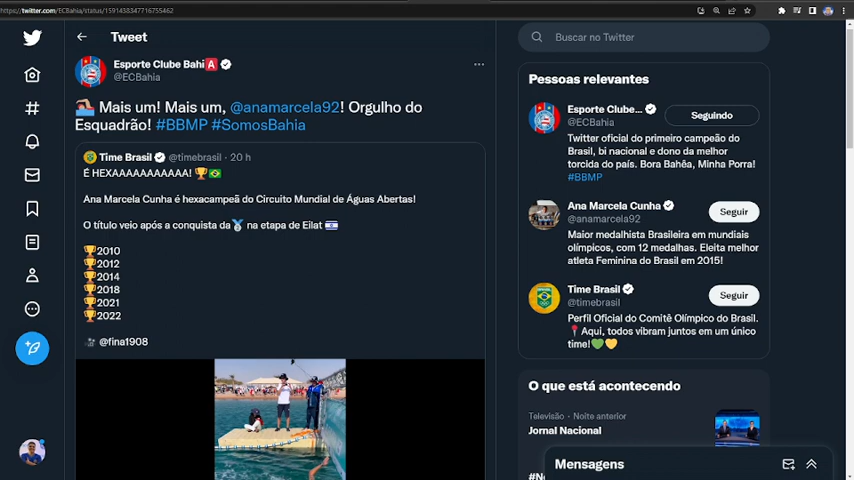 https://twitter.com/ECBahia/status/1591438347716755462
Tweet
Esporte Clube Bahi🅰 
@ECBahia
🏊🏽 Mais um! Mais um, @anamarcela92! Orgulho do
Esquadrão! #BBMP #SomosBahia
Time Brasil @timebrasil · 20 h
É HEXAAAAAAAAAAA! 🏆🇧🇷
Ana Marcela Cunha é hexacampeã do Circuito Mundial de Águas Abertas!
O título veio após a conquista da🥈 na etapa de Eilat 🇮🇱
🏆2010
🏆2012
🏆2014
🏆2018
🏆2021
🏆2022
@fina1908
Buscar no Twitter
Pessoas relevantes
Esporte Clube...
@ECBahia
Seguindo
Twitter oficial do primeiro campeão do
Brasil, bi nacional e dono da melhor
torcida do país. Bora Bahêa, Minha Porra!
#BBMP
Ana Marcela Cunha
@anamarcela92
Seguir
Maior medalhista Brasileira em mundiais
olímpicos, com 12 medalhas. Eleita melhor
atleta Feminina do Brasil em 2015!
Time Brasil
@timebrasil
Seguir
Perfil Oficial do Comitê Olímpico do Brasil.
📍Aqui, todos vibram juntos em um único
time!💚💛
O que está acontecendo
Televisão · Noite anterior
Jornal Nacional
Mensagens